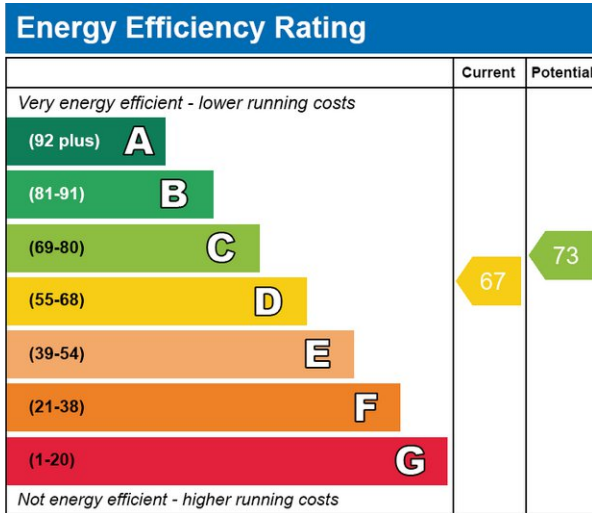 Energy Efficiency Rating
Current Potential
Very energy efficient - lower running costs
(92 plus) A
(81-91) B
(69-80) C
73
(55-68) D
67
(39-54) E
(21-38) F
(1-20) G
Not energy efficient - higher running costs